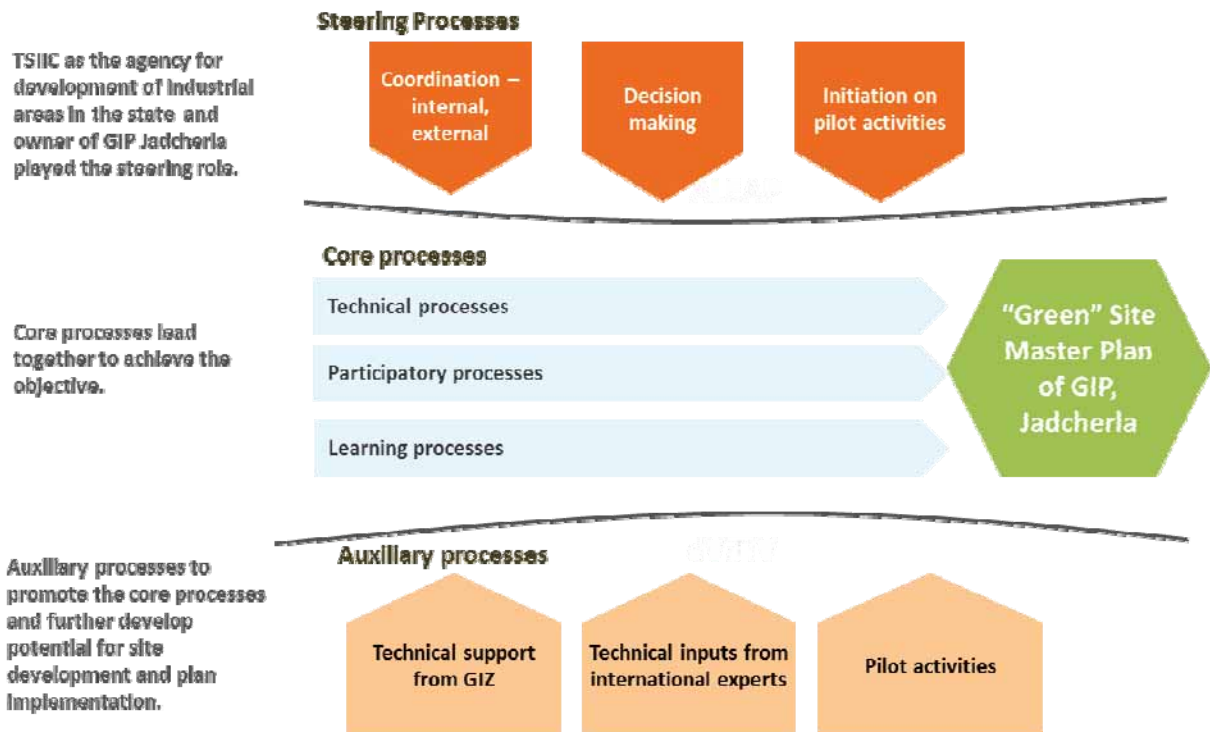 Steering Processes
TSIIC as the agency for
development of industrial
areas in the state and
owner of GIP Jadcherla
played the steering role.
Coordination –
internal,
external
Decision
making
Initiation on
pilot activities
Core processes
Core processes lead
together to achieve the
objective.
Technical processes
Participatory processes
Learning processes
“Green” Site
Master Plan
of GIP,
Jadcherla
Auxiliary processes
Auxiliary processes to
promote the core processes
and further develop
potential for site
development and plan
implementation.
Technical support
from GIZ
Technical inputs from
international experts
Pilot activities